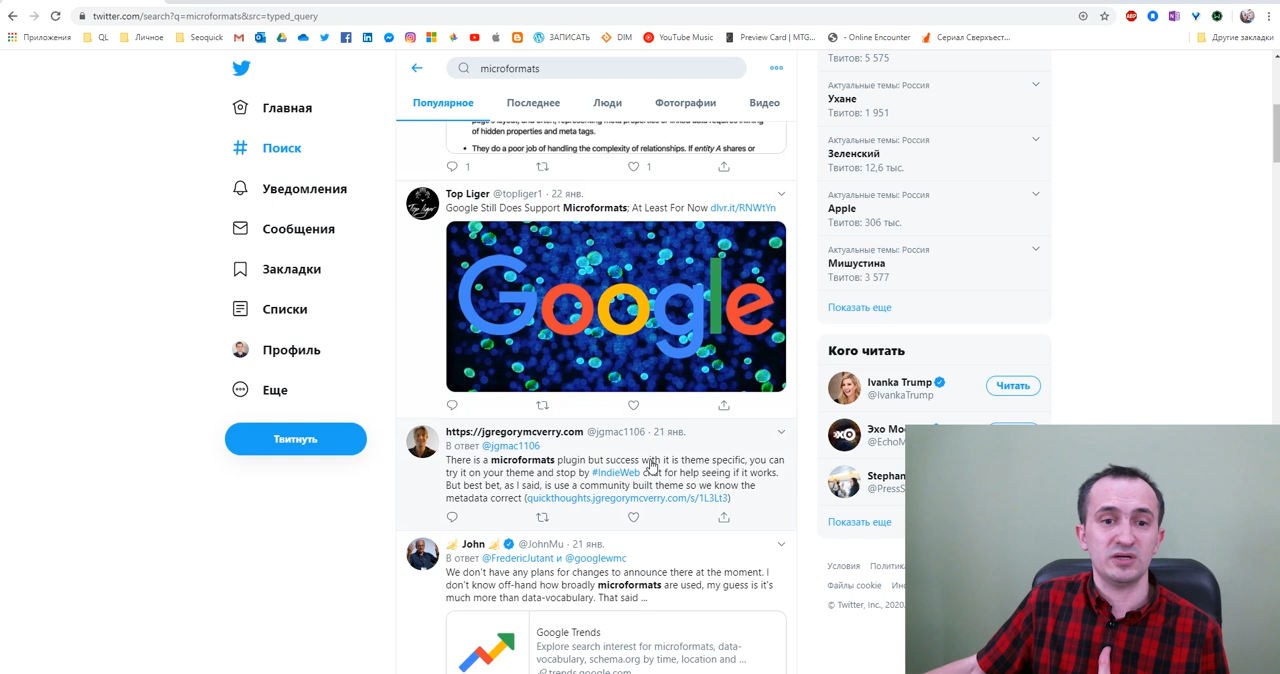 twitter.com/search?q=microformats&src=typed_query
Приложения QL Личное Seoquick ЗАПИСАТЬ DIM YouTube Music Preview Card | MTG... - Online Encounter Сериал Сверхъест... Другие закладки
microformats
Популярное Последнее Люди Фотографии Видео
Главная
Поиск
Уведомления
Сообщения
Закладки
Списки
Профиль
Еще
Твитнуть
of hidden properties and meta tags.
• They do a poor job of handling the complexity of relationships. If entity A shares or
1 1
Top Liger @topliger1 · 22 янв.
Google Still Does Support Microformats; At Least For Now dlvr.it/RNWtYn
Google
https://jgregorymcverry.com @jgmac1106 · 21 янв.
В ответ @jgmac1106
There is a microformats plugin but success with it is theme specific, you can
try it on your theme and stop by #IndieWeb chat for help seeing if it works.
But best bet, as I said, is use a community built theme so we know the
metadata correct (quickthoughts.jgregorymcverry.com/s/1L3Lt3)
John @JohnMu · 21 янв.
В ответ @FredericJutant и @googlewmc
We don't have any plans for changes to announce there at the moment. I
don't know off-hand how broadly microformats are used, my guess is it's
much more than data-vocabulary. That said ...
Google Trends
Explore search interest for microformats, data-
vocabulary, schema.org by time, location and ...
trends.google.com
Твитов: 5 575
Актуальные темы: Россия
Ухане
Твитов: 1 951
Актуальные темы: Россия
Зеленский
Твитов: 12,6 тыс.
Актуальные темы: Россия
Apple
Твитов: 306 тыс.
Актуальные темы: Россия
Мишустина
Твитов: 3 577
Показать еще
Кого читать
Ivanka Trump
@IvankaTrump
Читать
Эхо Мо
@EchoM
Stephan
@PressS
Показать еще
Условия Политик
Файлы cookie Ин
© Twitter, Inc., 2020.